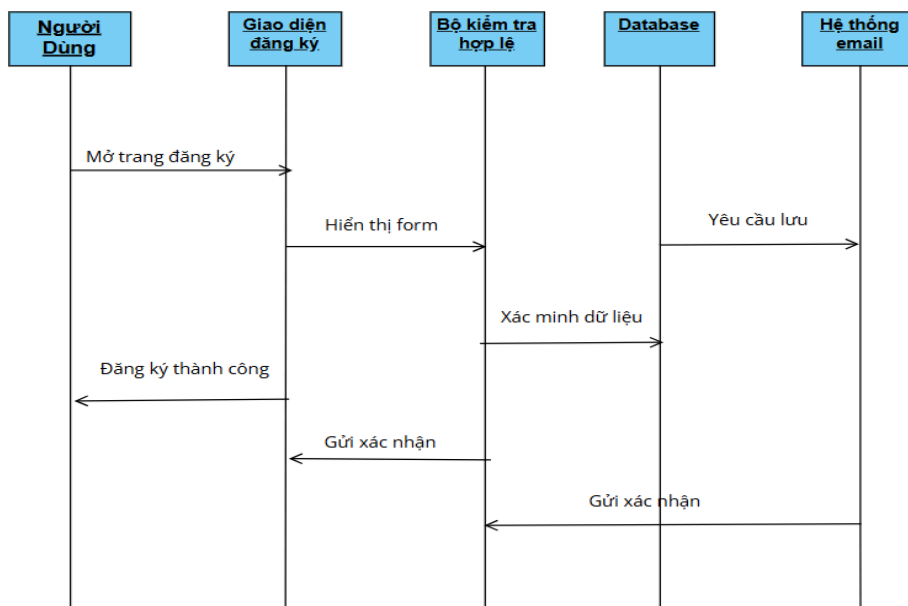 Người
Dùng
Giao diện
đăng ký
Bộ kiểm tra
hợp lệ
Database
Hệ thống
email
Mở trang đăng ký
Hiển thị form
Yêu cầu lưu
Xác minh dữ liệu
Đăng ký thành công
Gửi xác nhận
Gửi xác nhận